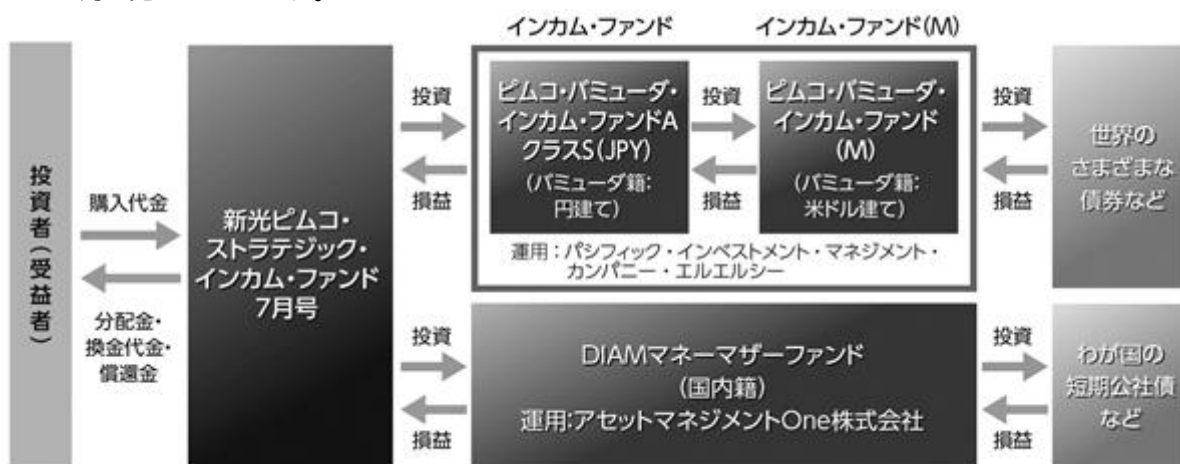 インカム・ファンド
インカム・ファンド(M)
投資者(受益者)
購入代金
分配金・
換金代金・
償還金
新光ピムコ・
ストラテジック・
インカム・ファンド
7月号
投資
損益
ピムコ・バミューダ・
インカム・ファンドA
クラスS(JPY)
(バミューダ籍:
円建て)
投資
損益
ピムコ・バミューダ・
インカム・ファンド
(M)
(バミューダ籍:
米ドル建て)
運用:パシフィック・インベストメント・マネジメント・
カンパニー・エルエルシー
投資
損益
世界の
さまざまな
債券など
投資
損益
DIAMマネーマザーファンド
(国内籍)
運用:アセットマネジメントOne株式会社
投資
損益
わが国の
短期公社債
など